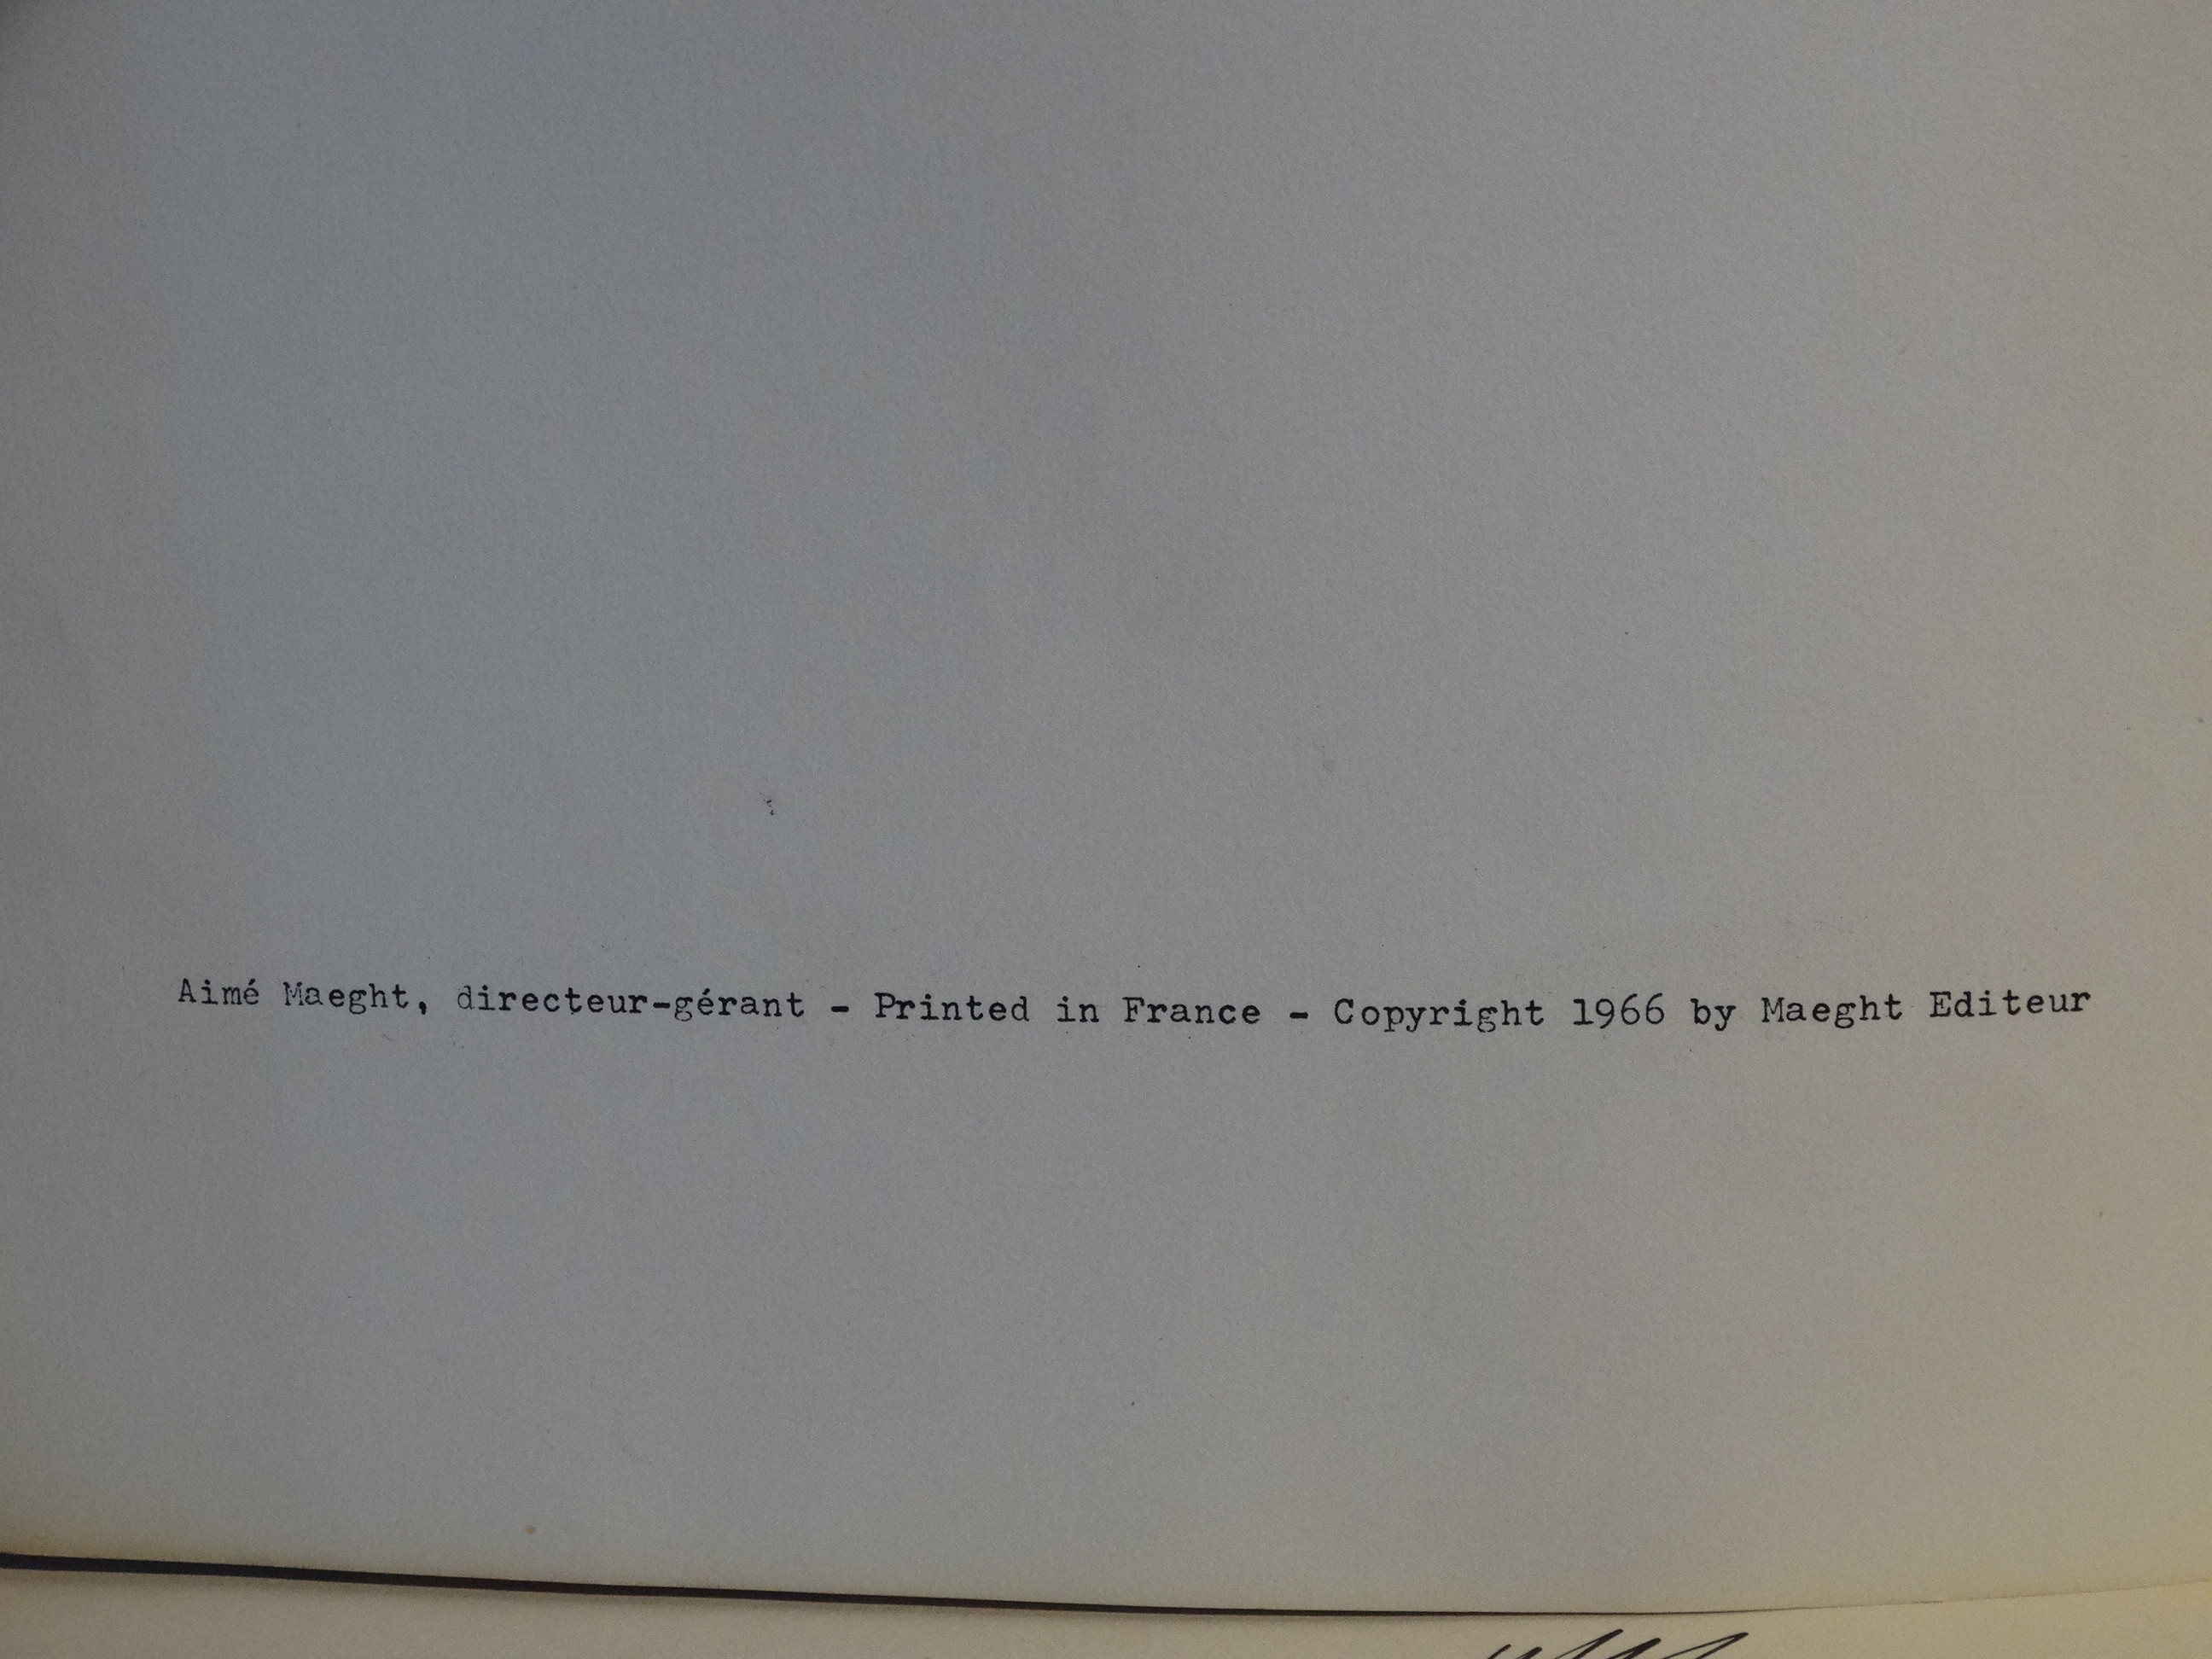 Aimé Maeght, directeur-gérant - Printed in France - Copyright 1966 by Maeght Editeur